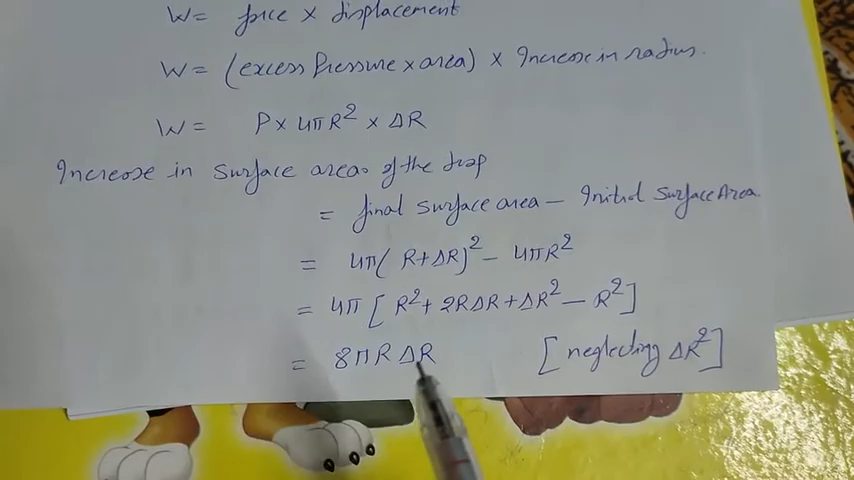 W = force × displacement
W = (excess Pressure × area) × Increase in radius.
W = P × 4πR² × ΔR
Increase in surface area of the drop
= final surface area – Initial surface Area
= 4π(R+ΔR)² – 4πR²
= 4π[R²+2RΔR+ΔR²–R²]
= 8πRΔR [neglecting ΔR²]